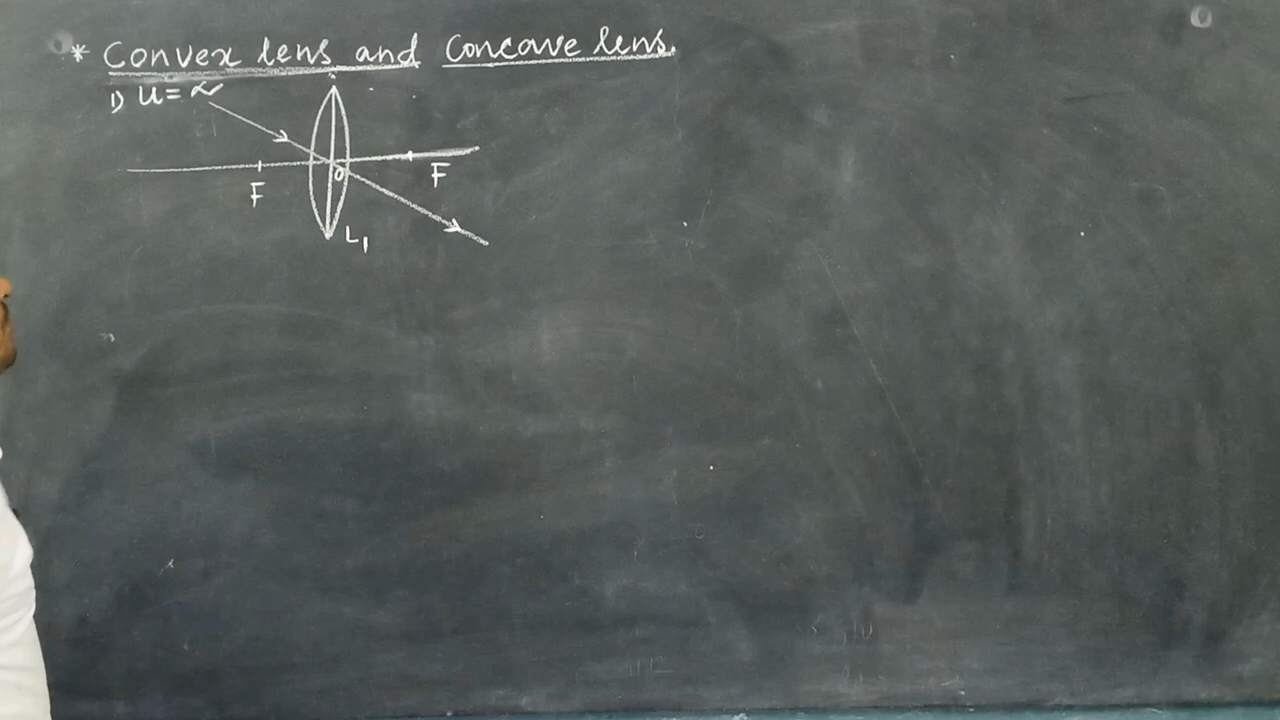 * Convex lens and Concave lens.
1) U = ∝
F O F
L1